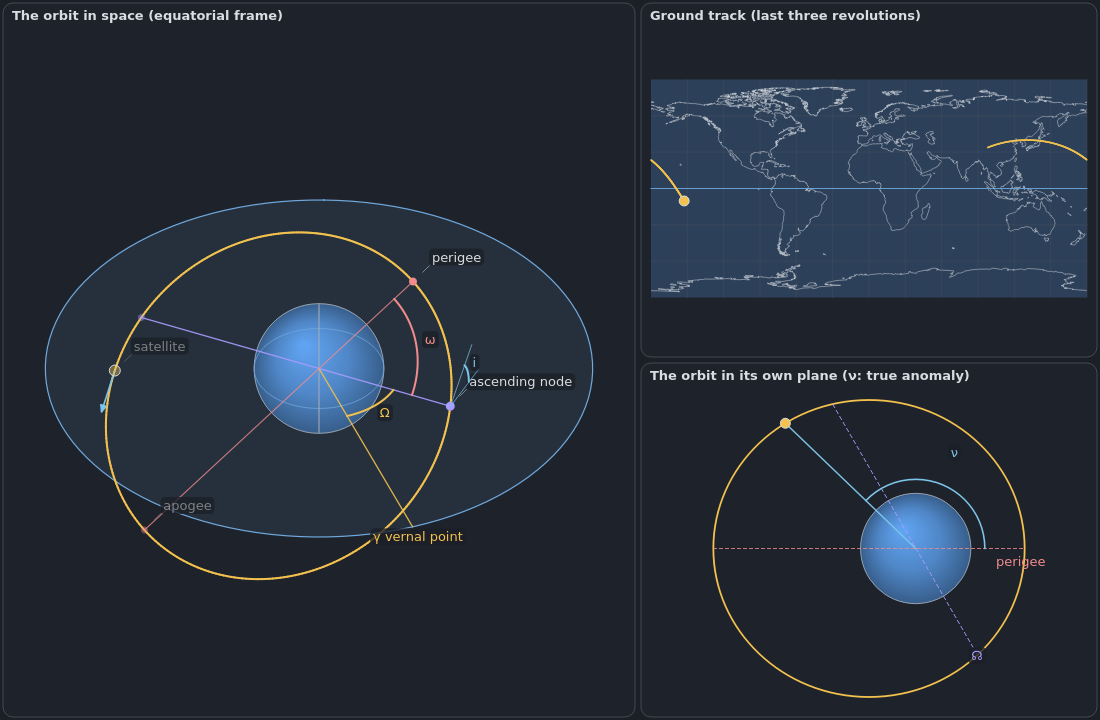 The orbit in space (equatorial frame)
perigee
ω
satellite
i
ascending node
Ω
apogee
γ vernal point
Ground track (last three revolutions)
The orbit in its own plane (ν: true anomaly)
ν
perigee
☊